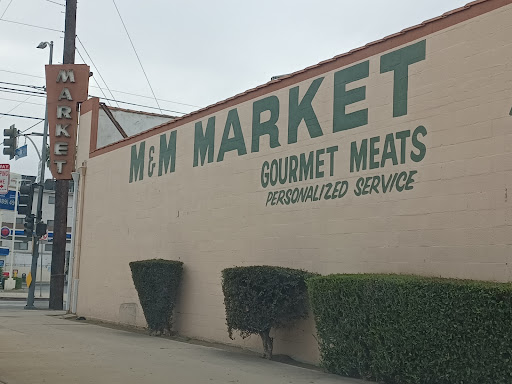 MARKET
M&M MARKET
GOURMET MEATS
PERSONALIZED SERVICE